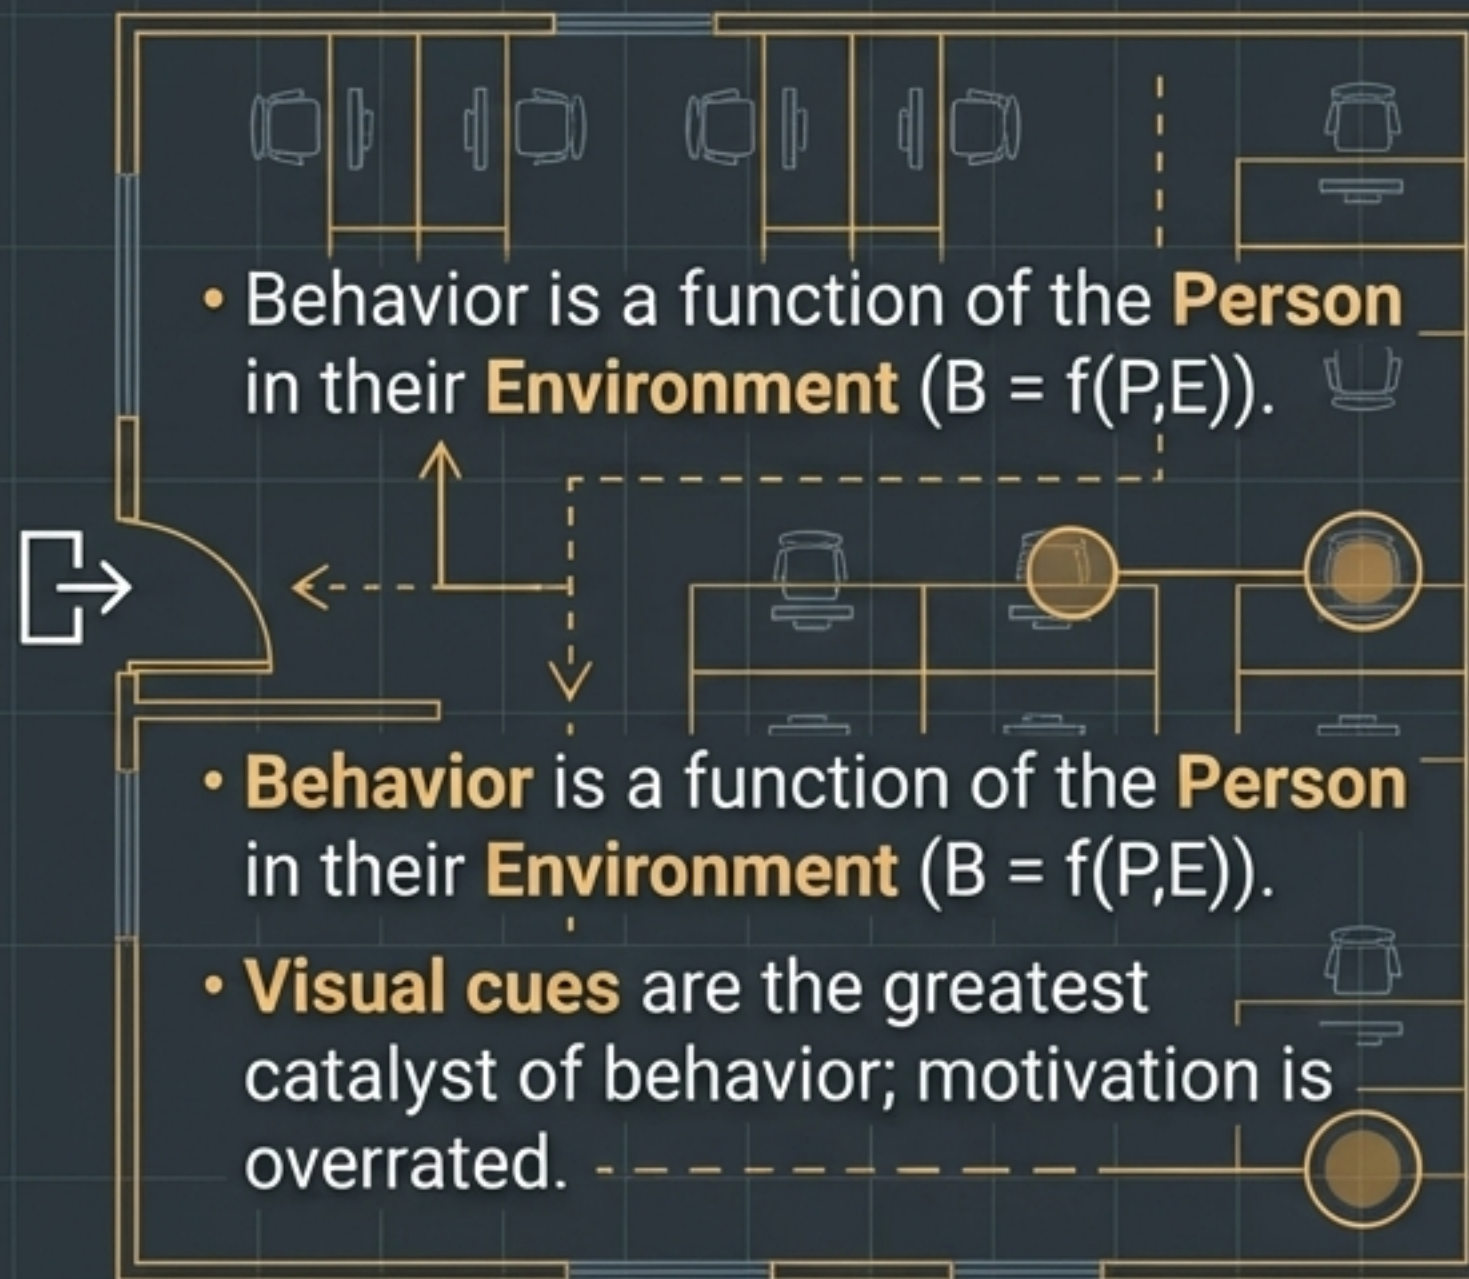 • Behavior is a function of the Person
in their Environment (B = f(P,E)).
• Behavior is a function of the Person
in their Environment (B = f(P,E)).
• Visual cues are the greatest
catalyst of behavior; motivation is
overrated.